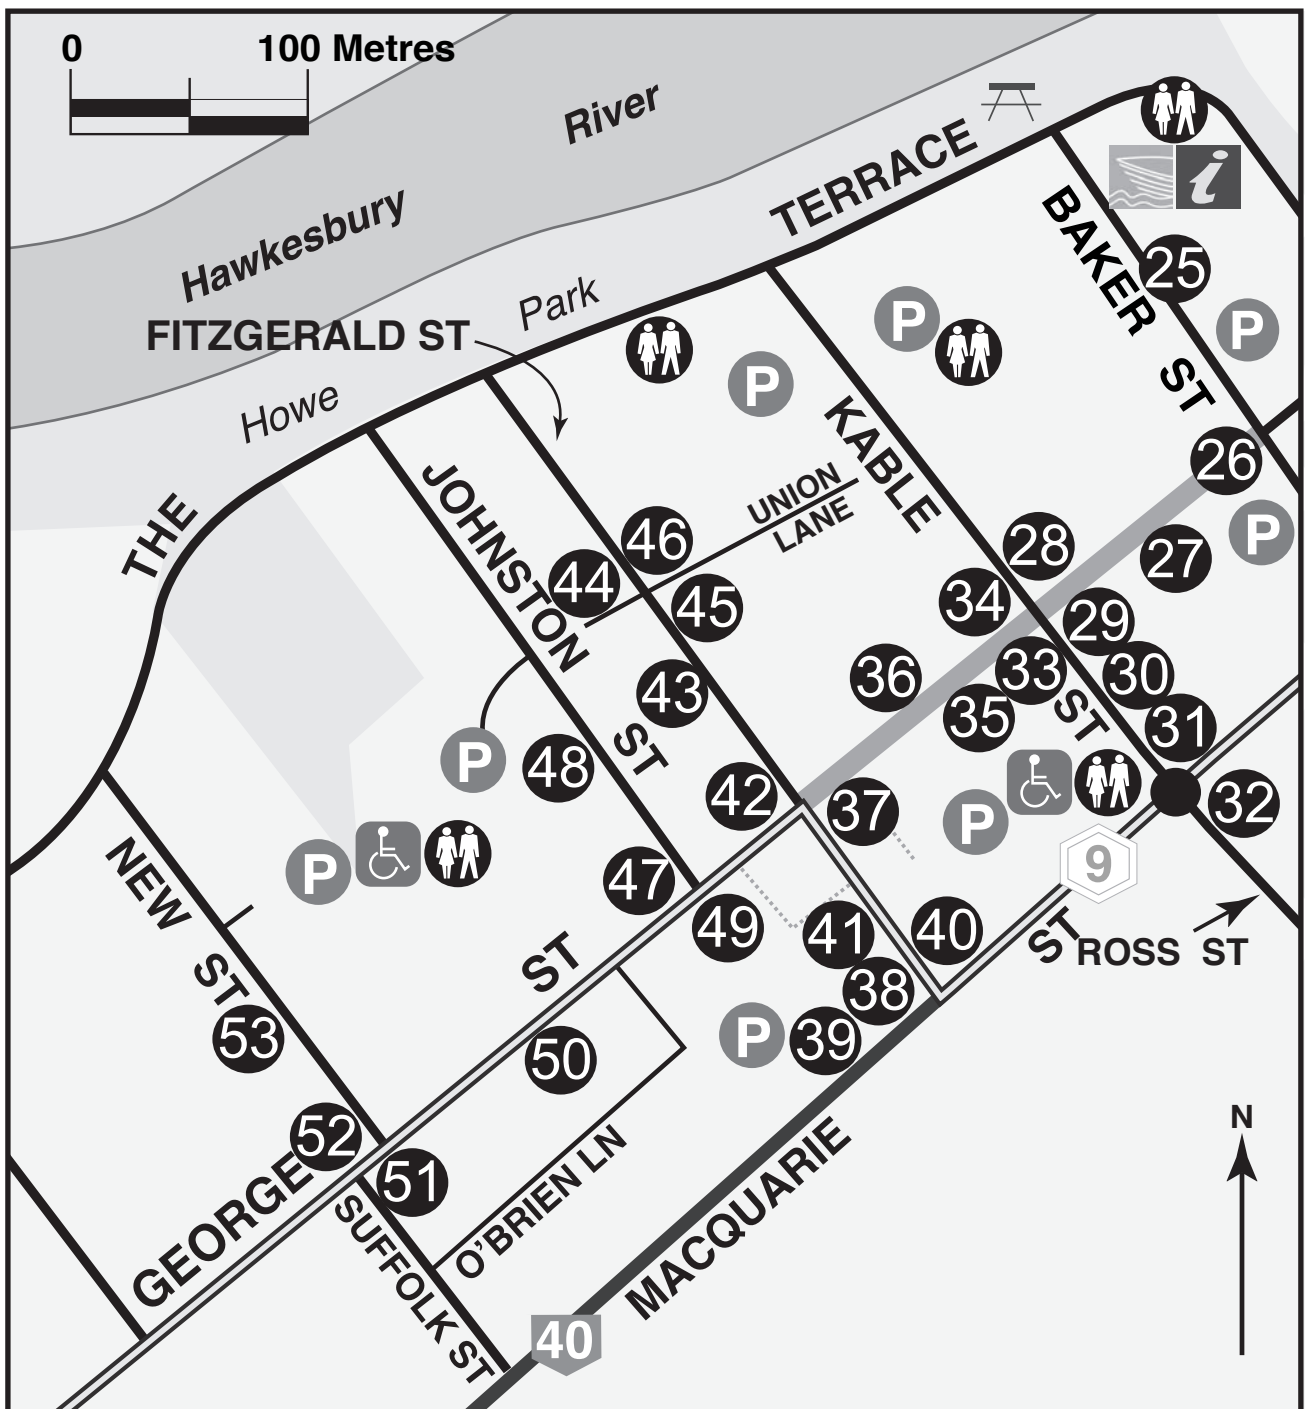 0
100 Metres
Hawkesbury
River
FITZGERALD ST
Howe
Park
THE
TERRACE
BAKER
ST
i
25
P
P
P
P
26
P
KABLE
ST
JOHNSTON
ST
UNION
LANE
46
44
45
28
27
34
29
36
33
30
43
35
31
P
48
42
37
32
P
P
9
47
49
41
40
ST
ROSS ST
38
NEW
ST
53
ST
50
P
39
52
51
N
GEORGE
SUFFOLK ST
O'BRIEN LN
MACQUARIE
40